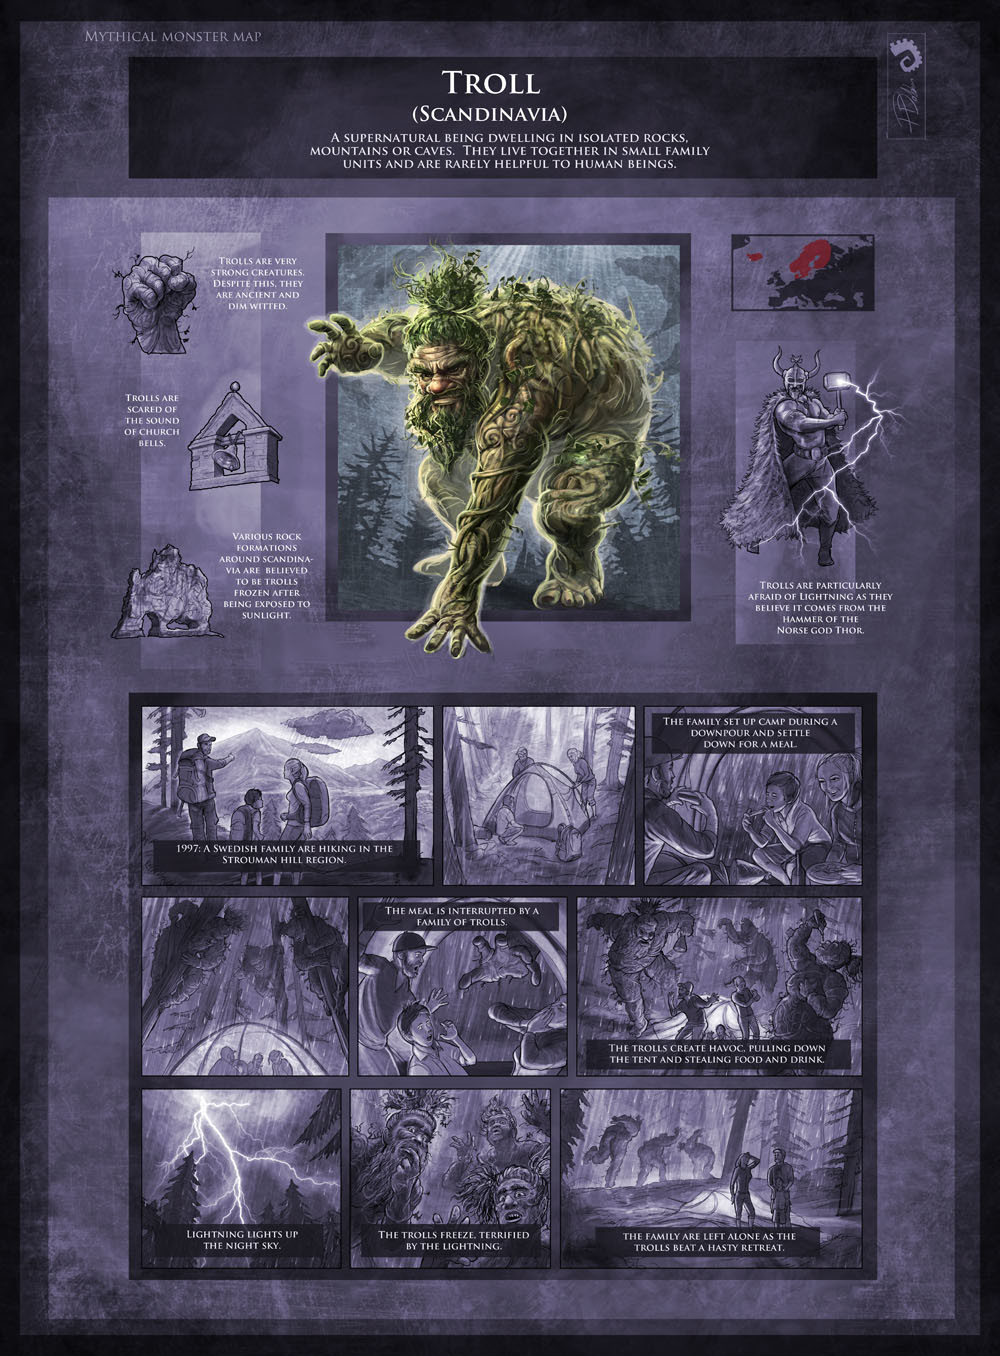 Mythical monster map
Troll
(Scandinavia)
A supernatural being dwelling in isolated rocks,
mountains or caves. They live together in small family
units and are rarely helpful to human beings.
Trolls are very
strong creatures.
Despite this, they
are ancient and
dim witted.
Trolls are
scared of
the sound
of church
bells.
Various rock
formations
around scandina-
via are believed
to be trolls
frozen after
being exposed to
sunlight.
Trolls are particularly
afraid of Lightning as they
believe it comes from the
hammer of the
Norse god Thor.
1997: A Swedish family are hiking in the
Strouman hill region.
The family set up camp during a
downpour and settle
down for a meal.
The meal is interrupted by a
family of trolls.
The trolls create havoc, pulling down
the tent and stealing food and drink.
Lightning lights up
the night sky.
The trolls freeze, terrified
by the lightning.
the family are left alone as the
trolls beat a hasty retreat.